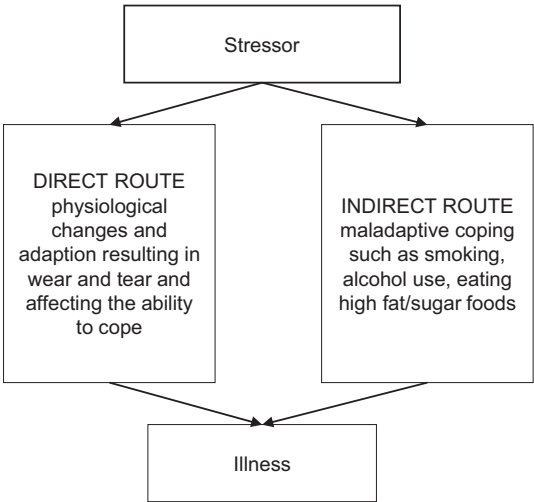 Stressor
DIRECT ROUTE
physiological
changes and
adaption resulting in
wear and tear and
affecting the ability
to cope
INDIRECT ROUTE
maladaptive coping
such as smoking,
alcohol use, eating
high fat/sugar foods
Illness